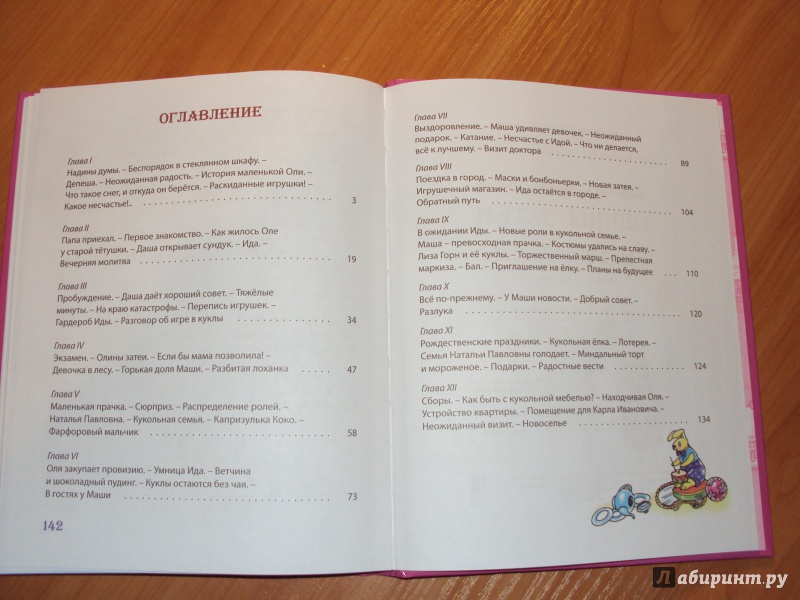 ОГЛАВЛЕНИЕ
Глава I
Надины думы. – Беспорядок в стеклянном шкафу. –
Депеша. – Неожиданная радость. – История маленькой Оли. –
Что такое снег, и откуда он берётся. – Раскиданные игрушки! –
Какое несчастье!.. . . . . . . . . . . . . . . . . . . . . . . . . . . 3
Глава II
Папа приехал. – Первое знакомство. – Как жилось Оле
у старой тётушки. – Даша открывает сундук. – Ида. –
Вечерняя молитва . . . . . . . . . . . . . . . . . . . . . . . . . . 19
Глава III
Пробуждение. – Даша даёт хороший совет. – Тяжёлые
минуты. – На краю катастрофы. – Перепись игрушек. –
Гардероб Иды. – Разговор об игре в куклы . . . . . . . . . . . . . 34
Глава IV
Экзамен. – Олины затеи. – Если бы мама позволила! –
Девочка в лесу. – Горькая доля Маши. – Разбитая лоханка . . . . . 47
Глава V
Маленькая прачка. – Сюрприз. – Распределение ролей. –
Наталья Павловна. – Кукольная семья. – Капризулька Коко. –
Фарфоровый мальчик . . . . . . . . . . . . . . . . . . . . . . . . 58
Глава VI
Оля закупает провизию. – Умница Ида. – Ветчина
и шоколадный пудинг. – Куклы остаются без чая. –
В гостях у Маши . . . . . . . . . . . . . . . . . . . . . . . . . . 73
142
Глава VII
Выздоровление. – Маша удивляет девочек. – Неожиданный
подарок. – Катание. – Несчастье с Идой. – Что ни делается,
всё к лучшему. – Визит доктора . . . . . . . . . . . . . . . . 89
Глава VIII
Поездка в город. – Маски и бонбоньерки. – Новая затея. –
Игрушечный магазин. – Ида остаётся в городе. –
Обратный путь . . . . . . . . . . . . . . . . . . . . . . . . . 104
Глава IX
В ожидании Иды. – Новые роли в кукольной семье. –
Маша – превосходная прачка. – Костюмы удались на славу. –
Лиза Горн и её куклы. – Торжественный марш. – Прелестная
маркиза. – Бал. – Приглашение на ёлку. – Планы на будущее . . . 110
Глава X
Всё по-прежнему. – У Маши новости. – Добрый совет. –
Разлука . . . . . . . . . . . . . . . . . . . . . . . . . . . . 120
Глава XI
Рождественские праздники. – Кукольная ёлка. – Лотерея. –
Семья Натальи Павловны голодает. – Миндальный торт
и мороженое. – Подарки. – Радостные вести . . . . . . . . . . . 124
Глава XII
Сборы. – Как быть с кукольной мебелью? – Находчивая Оля. –
Устройство квартиры. – Помещение для Карла Ивановича. –
Неожиданный визит. – Новоселье . . . . . . . . . . . . . . . . 134
Лабиринт.ру